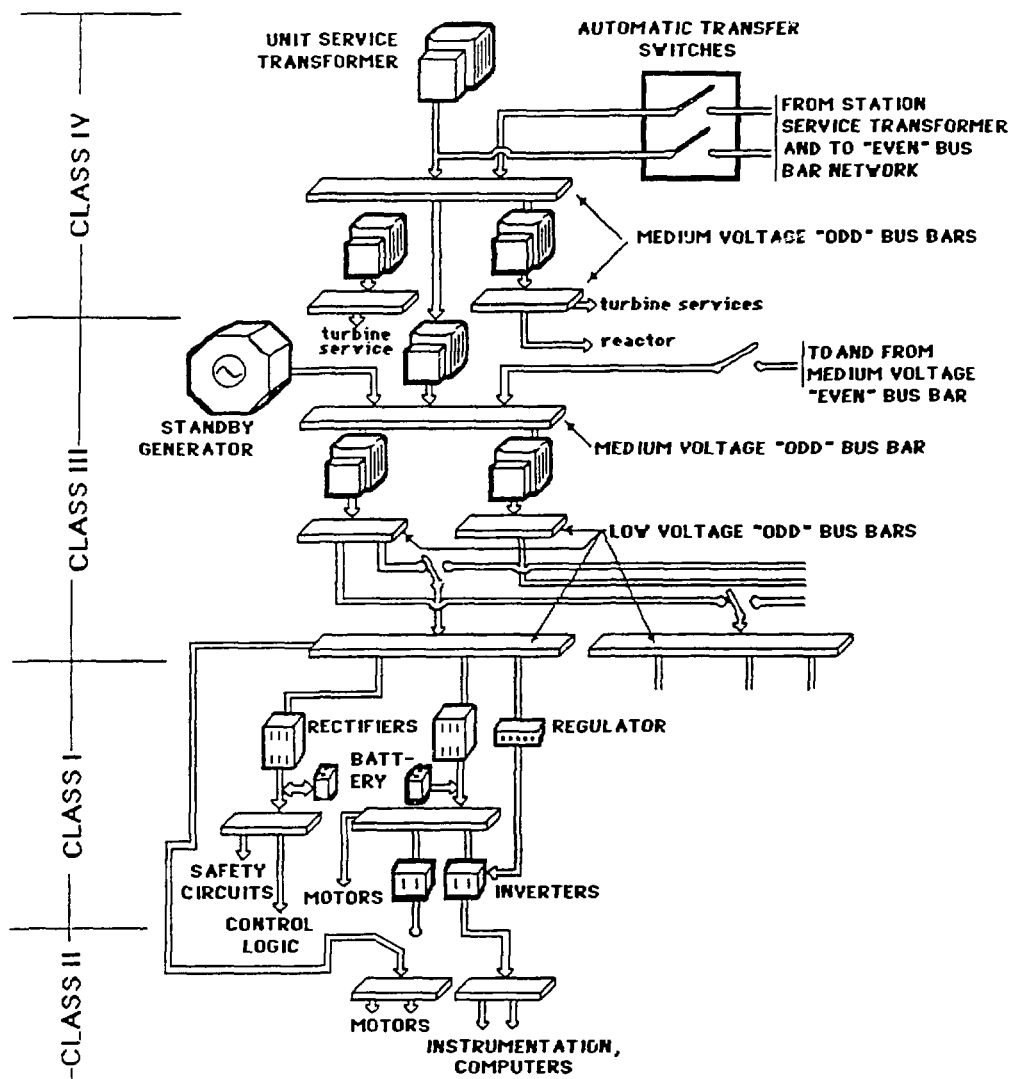 UNIT SERVICE
TRANSFORMER
AUTOMATIC TRANSFER
SWITCHES
FROM STATION
SERVICE TRANSFORMER
AND TO "EVEN" BUS
BAR NETWORK
CLASS IV
MEDIUM VOLTAGE "ODD" BUS BARS
turbine services
turbine
service
reactor
TO AND FROM
MEDIUM VOLTAGE
"EVEN" BUS BAR
STANDBY
GENERATOR
MEDIUM VOLTAGE "ODD" BUS BAR
CLASS III
LOW VOLTAGE "ODD" BUS BARS
RECTIFIERS
REGULATOR
BATT-
ERY
CLASS I
SAFETY
CIRCUITS
MOTORS
INVERTERS
CONTROL
LOGIC
CLASS II
MOTORS
INSTRUMENTATION,
COMPUTERS